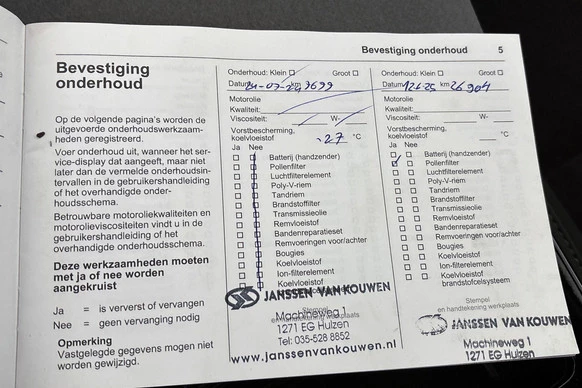 Bevestiging onderhoud 5
Bevestiging
onderhoud
Op de volgende pagina's worden de
uitgevoerde onderhoudswerkzaam-
heden geregistreerd.
Voer onderhoud uit, wanneer het ser-
vice-display dat aangeeft, maar niet
later dan de vermelde onderhoudsin-
tervallen in de gebruikershandleiding
of het overhandigde onder-
houdsschema.
Betrouwbare motoroliekwaliteiten en
motorolieviscositeiten vindt u in de
gebruikershandleiding of het
overhandigde onderhoudsschema.
Deze werkzaamheden moeten
met ja of nee worden
aangekruist
Ja = is ververst of vervangen
Nee = geen vervanging nodig
Opmerking
Vastgelegde gegevens mogen niet
worden gewijzigd.
Onderhoud: Klein Groot
Datum km 7699
Motorolie
Kwaliteit:
Viscositeit: W-
Vorstbescherming,
koelvloeistof -27 °C
Ja Nee
Batterij (handzender)
Pollenfilter
Luchtfilterelement
Poly-V-riem
Tandriem
Brandstoffilter
Transmissieolie
Remvloeistof
Bandenreparatieset
Remvoeringen voor/achter
Bougies
Koelvloeistof
Ion-filterelement
Koelvloeistof
JANSSEN VAN KOUWEN
en handtekening werkplaats
Machineweg 1
1271 EG Huizen
Tel: 035-528 8852
www.janssenvankouwen.nl
Onderhoud: Klein Groot
Datum km 26904
Motorolie
Kwaliteit:
Viscositeit: W-
Vorstbescherming,
koelvloeistof °C
Ja Nee
Batterij (handzender)
Pollenfilter
Luchtfilterelement
Poly-V-riem
Tandriem
Brandstoffilter
Transmissieolie
Remvloeistof
Bandenreparatieset
Remvoeringen voor/achter
Bougies
Koelvloeistof
Ion-filterelement
Koelvloeistof
brandstofcelsysteem
Stempel
en handtekening werkplaats
JANSSEN VAN KOUWEN
Machineweg 1
1271 EG Huizen